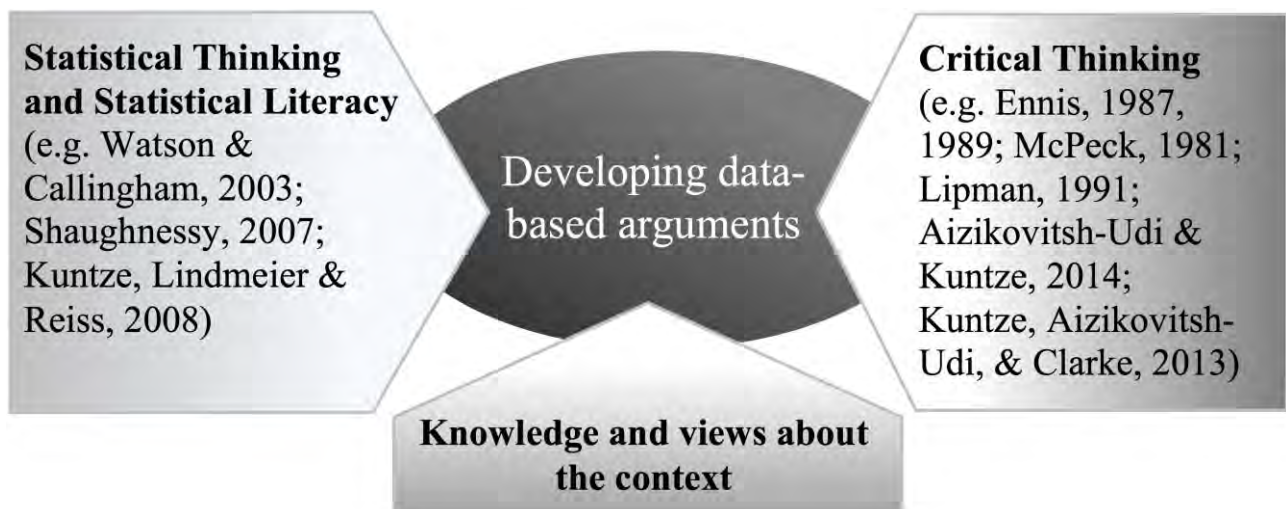 Statistical Thinking
and Statistical Literacy
(e.g. Watson &
Callingham, 2003;
Shaughnessy, 2007;
Kuntze, Lindmeier &
Reiss, 2008)
Developing data-
based arguments
Critical Thinking
(e.g. Ennis, 1987,
1989; McPeck, 1981;
Lipman, 1991;
Aizikovitsh-Udi &
Kuntze, 2014;
Kuntze, Aizikovitsh-
Udi, & Clarke, 2013)
Knowledge and views about
the context